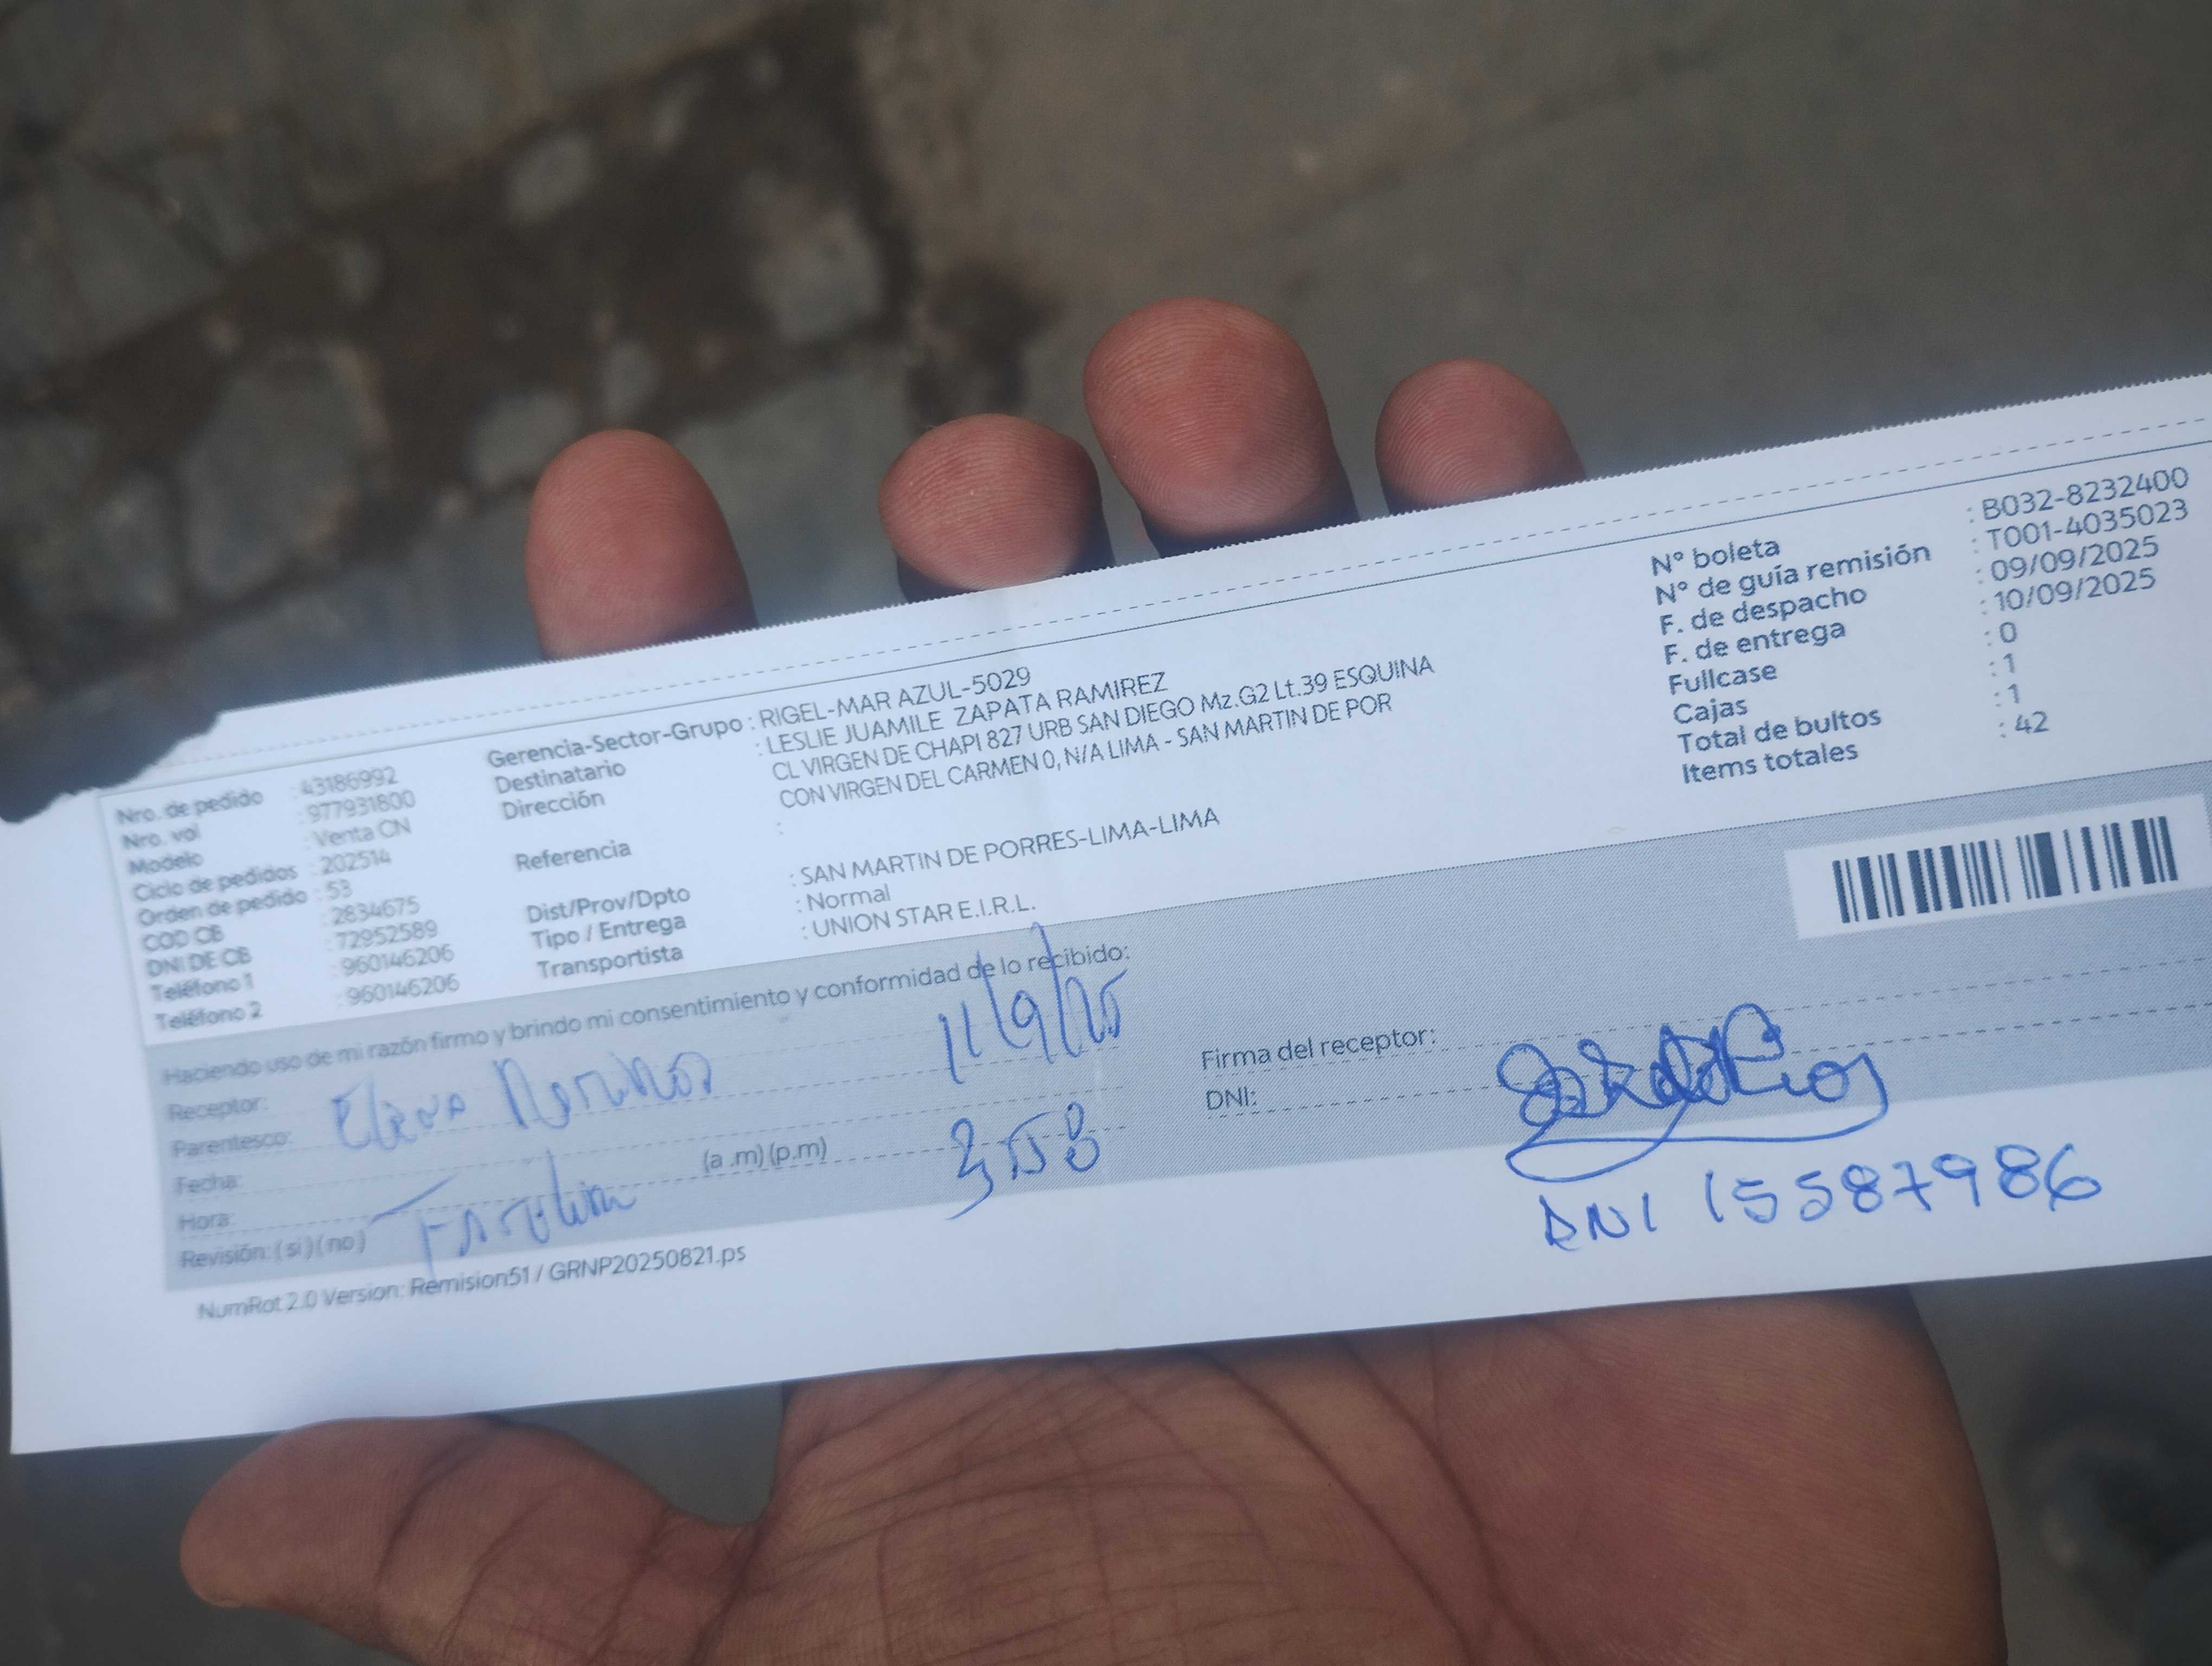 Nro. de pedido : 43186992
Nro. vol : 977931800
Modelo : Venta CN
Ciclo de pedidos : 202514
Orden de pedido : 53
COD CB : 2834675
DNI DE CB : 72952589
Teléfono 1 : 960146206
Teléfono 2 : 960146206
Gerencia-Sector-Grupo : RIGEL-MAR AZUL-5029
Destinatario : LESLIE JUAMILE ZAPATA RAMIREZ
Dirección CL VIRGEN DE CHAPI 827 URB SAN DIEGO Mz.G2 Lt.39 ESQUINA
CON VIRGEN DEL CARMEN 0, N/A LIMA - SAN MARTIN DE POR
Referencia :
Dist/Prov/Dpto : SAN MARTIN DE PORRES-LIMA-LIMA
Tipo / Entrega : Normal
Transportista : UNION STAR E.I.R.L.
N° boleta : B032-8232400
N° de guía remisión : T001-4035023
F. de despacho : 09/09/2025
F. de entrega : 10/09/2025
Fullcase : 0
Cajas : 1
Total de bultos : 1
Items totales : 42
Haciendo uso de mi razón firmo y brindo mi consentimiento y conformidad de lo recibido:
Receptor: Elena
Parentesco:
Fecha: 11/9/25
Hora: (a .m) (p.m) 3:58
Revisión: ( si ) ( no )
Firma del receptor:
DNI:
DNI 15587986
NumRot 2.0 Version: Remision51 / GRNP20250821.ps